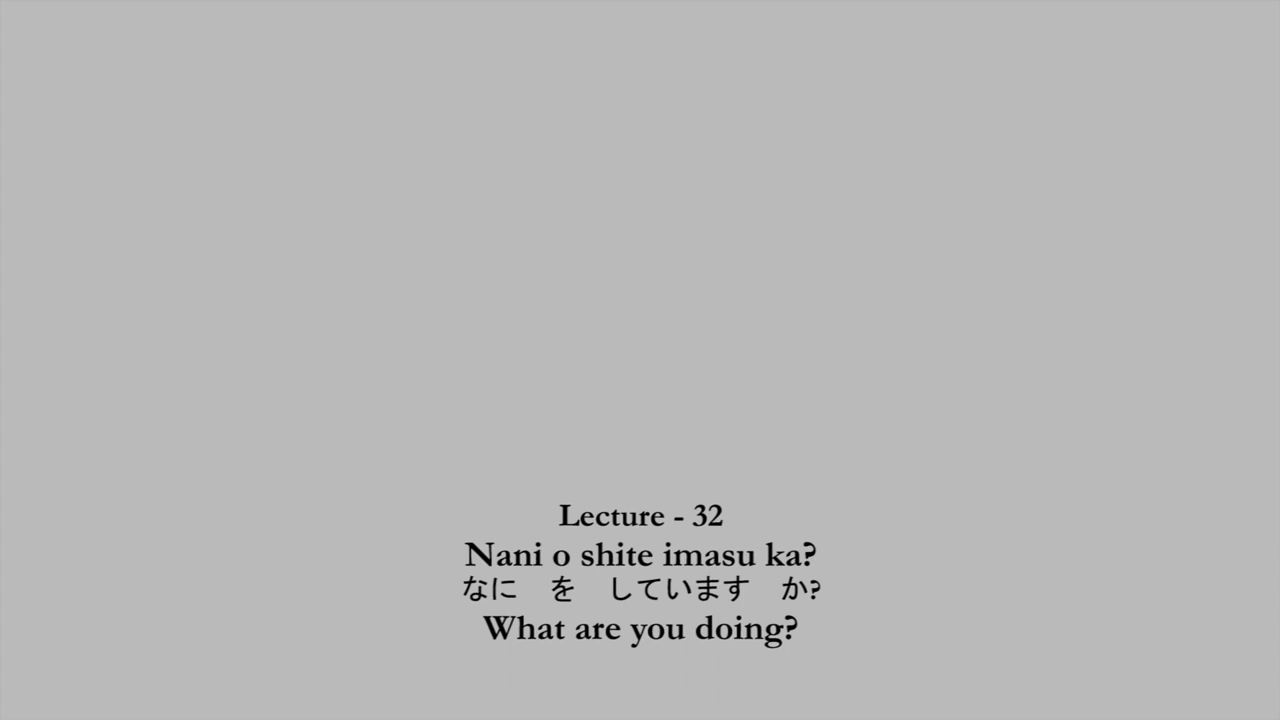 Lecture - 32
Nani o shite imasu ka?
なに　を　しています　か?
What are you doing?